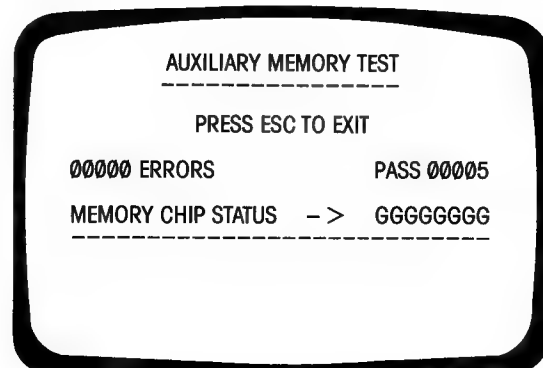 AUXILIARY MEMORY TEST
PRESS ESC TO EXIT
00000 ERRORS PASS 00005
MEMORY CHIP STATUS -> GGGGGGGG